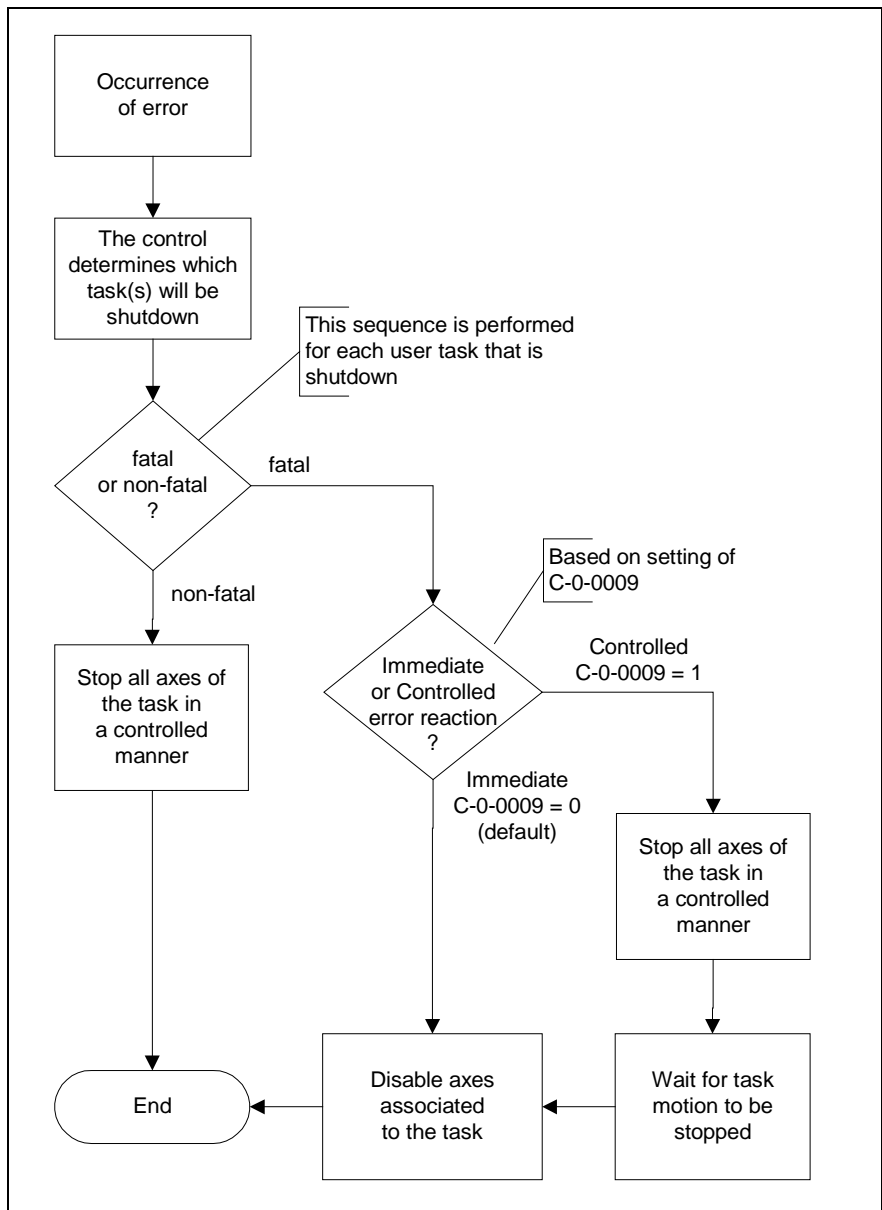 Occurrence
of error
The control
determines which
task(s) will be
shutdown
This sequence is performed
for each user task that is
shutdown
fatal
or non-fatal
?
fatal
non-fatal
Based on setting of
C-0-0009
Immediate
or Controlled
error reaction
?
Controlled
C-0-0009 = 1
Stop all axes of
the task in
a controlled
manner
Immediate
C-0-0009 = 0
(default)
Stop all axes of
the task in
a controlled
manner
End
Disable axes
associated
to the task
Wait for task
motion to be
stopped